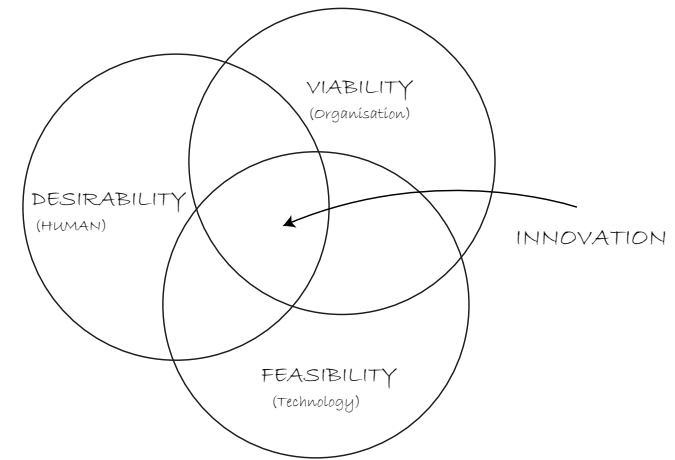 VIABILITY
(Organisation)
DESIRABILITY
(HUMAN)
INNOVATION
FEASIBILITY
(Technology)